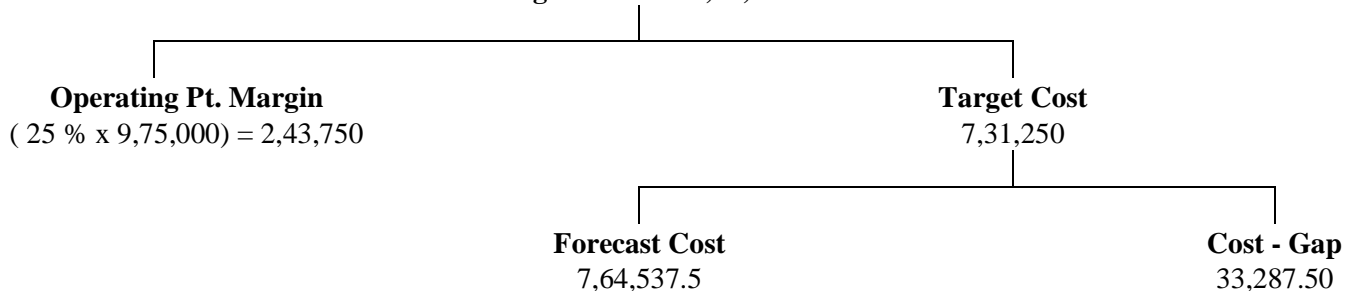 Operating Pt. Margin
( 25 % x 9,75,000) = 2,43,750
Target Cost
7,31,250
Forecast Cost
7,64,537.5
Cost - Gap
33,287.50